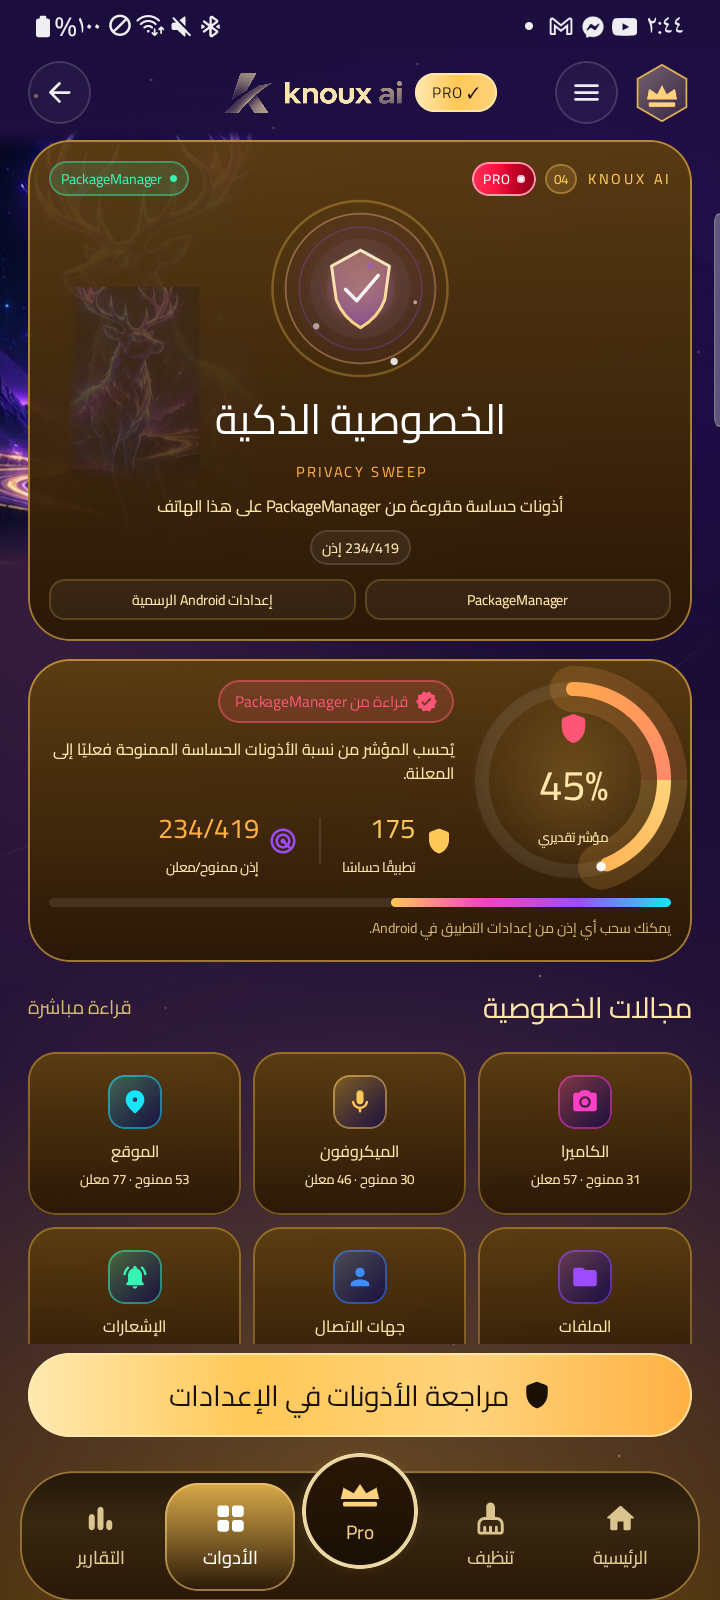 ٢:٤٤
%١٠٠
knoux ai
PRO ✓
KNOUX AI
04
PRO
PackageManager
الخصوصية الذكية
PRIVACY SWEEP
أذونات حساسة مقروءة من PackageManager على هذا الهاتف
234/419 إذن
PackageManager
إعدادات Android الرسمية
قراءة من PackageManager
يُحسب المؤشر من نسبة الأذونات الحساسة الممنوحة فعليًا إلى
المعلنة.
45%
مؤشر تقديري
175
تطبيقًا حساسًا
234/419
إذن ممنوح/معلن
يمكنك سحب أي إذن من إعدادات التطبيق في Android.
مجالات الخصوصية
قراءة مباشرة
الكاميرا
31 ممنوح · 57 معلن
الميكروفون
30 ممنوح · 46 معلن
الموقع
53 ممنوح · 77 معلن
الملفات
جهات الاتصال
الإشعارات
مراجعة الأذونات في الإعدادات
الرئيسية
تنظيف
Pro
الأدوات
التقارير